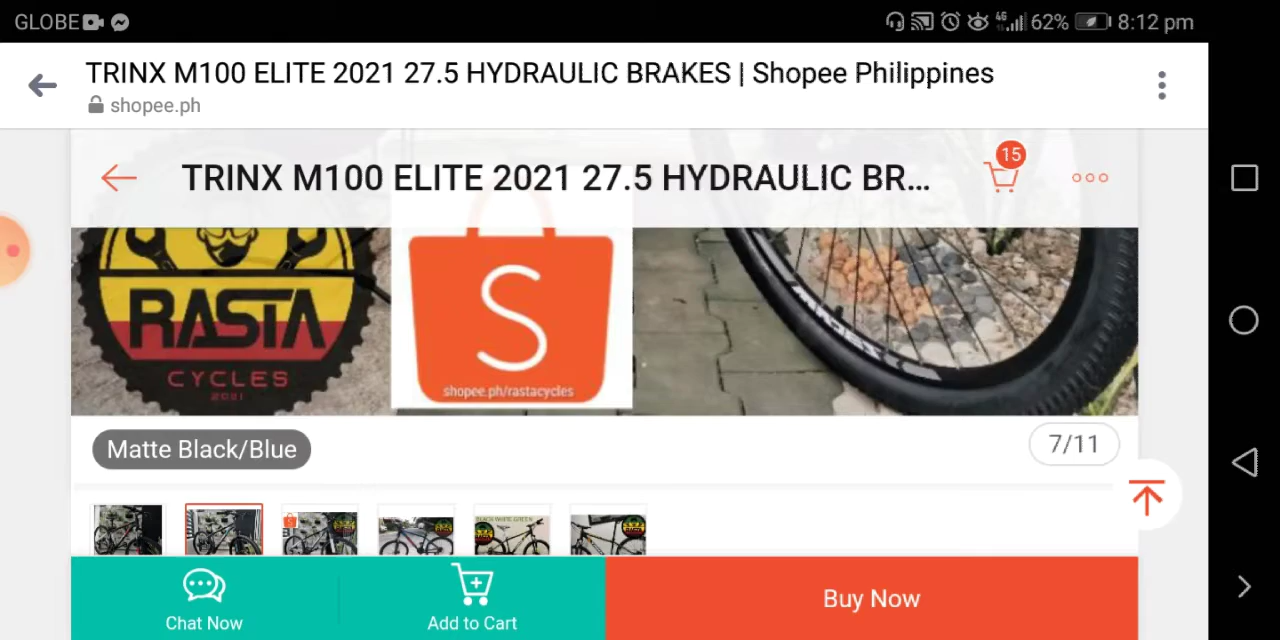 GLOBE
4G
62%
8:12 pm
TRINX M100 ELITE 2021 27.5 HYDRAULIC BRAKES | Shopee Philippines
shopee.ph
TRINX M100 ELITE 2021 27.5 HYDRAULIC BR...
15
RASTA
CYCLES
2021
S
shopee.ph/rastacycles
Matte Black/Blue
7/11
Chat Now
Add to Cart
Buy Now